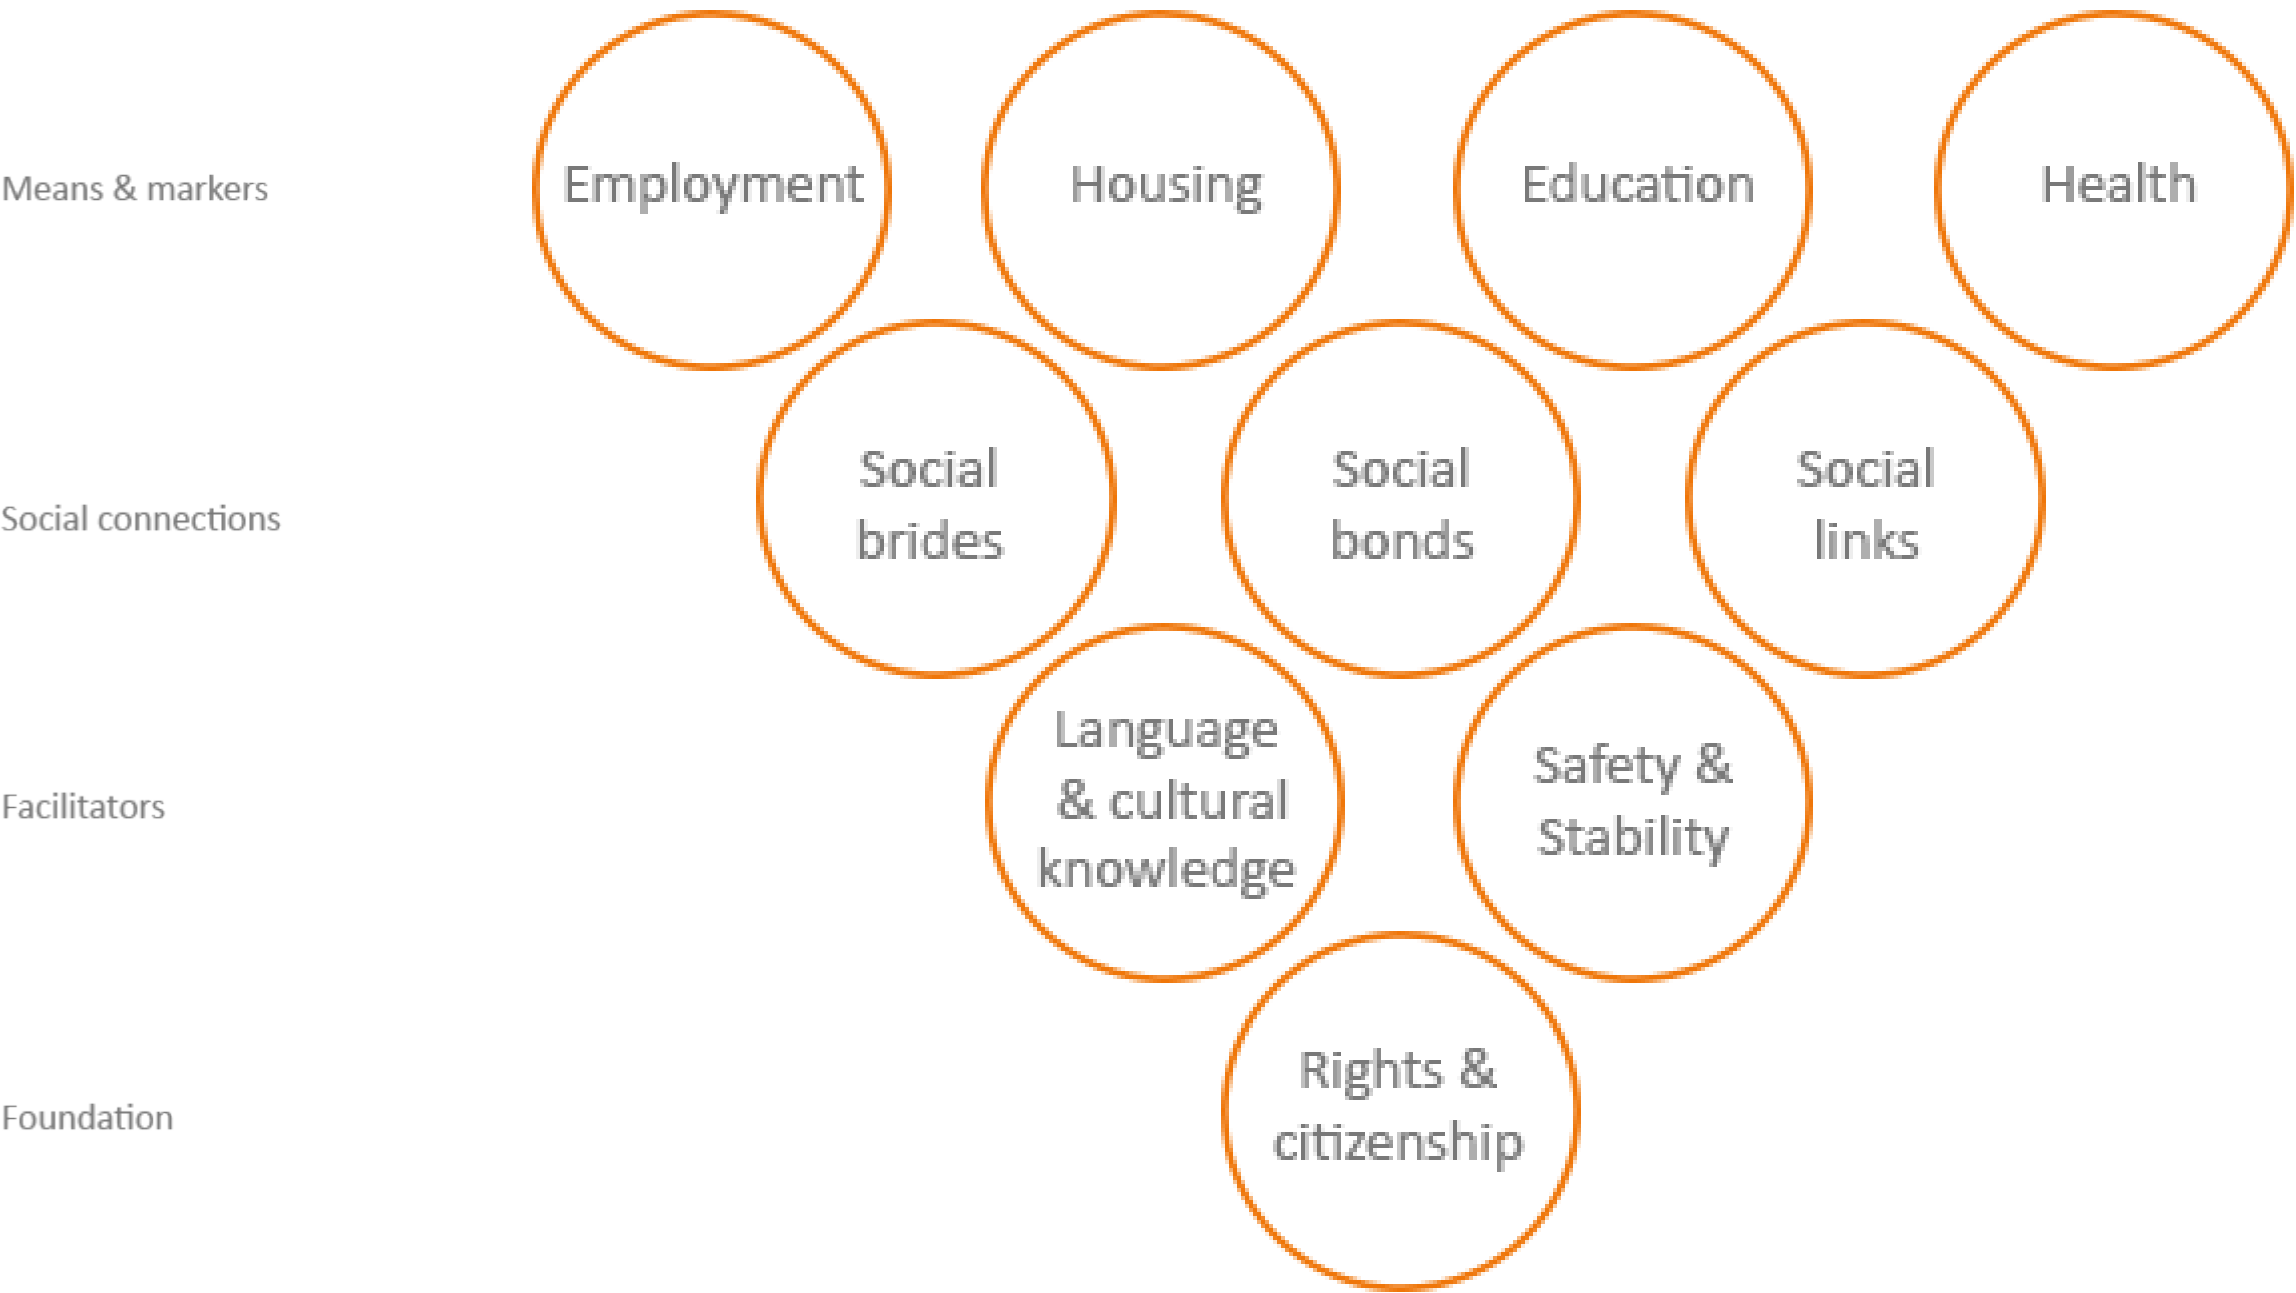 Means & markers
Employment
Housing
Education
Health
Social connections
Social
brides
Social
bonds
Social
links
Facilitators
Language
& cultural
knowledge
Safety &
Stability
Foundation
Rights &
citizenship